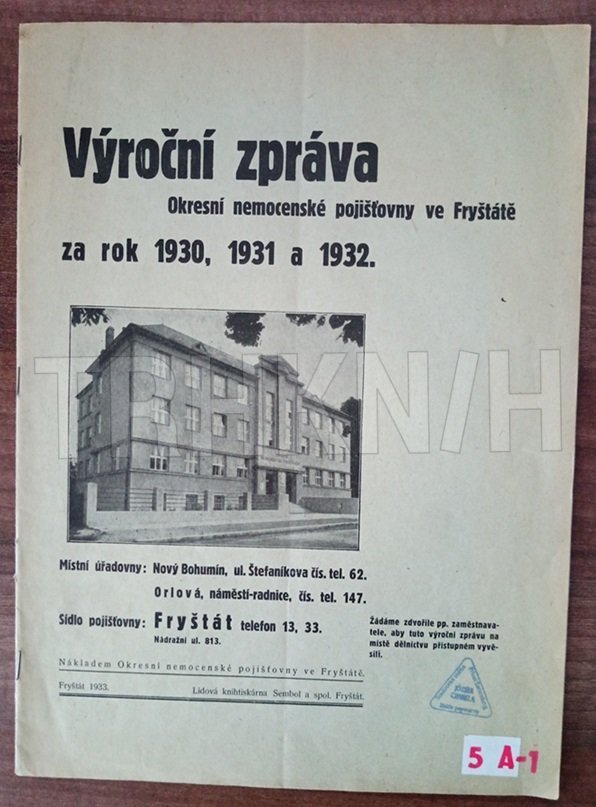 Výroční zpráva
Okresní nemocenské pojišťovny ve Fryštátě
za rok 1930, 1931 a 1932.
TRHKN/H
Místní úřadovny: Nový Bohumín, ul. Štefaníkova čís. tel. 62.
Orlová, náměstí-radnice, čís. tel. 147.
Sídlo pojišťovny: Fryštát telefon 13, 33.
Nádražní ul. 813.
Žádáme zdvořile pp. zaměstnava-
tele, aby tuto výroční zprávu na
místě dělnictvu přístupném vyvě-
sili.
Nákladem Okresní nemocenské pojišťovny ve Fryštátě.
Fryštát 1933. Lidová knihtiskárna Sembol a spol. Fryštát.
5 A-1